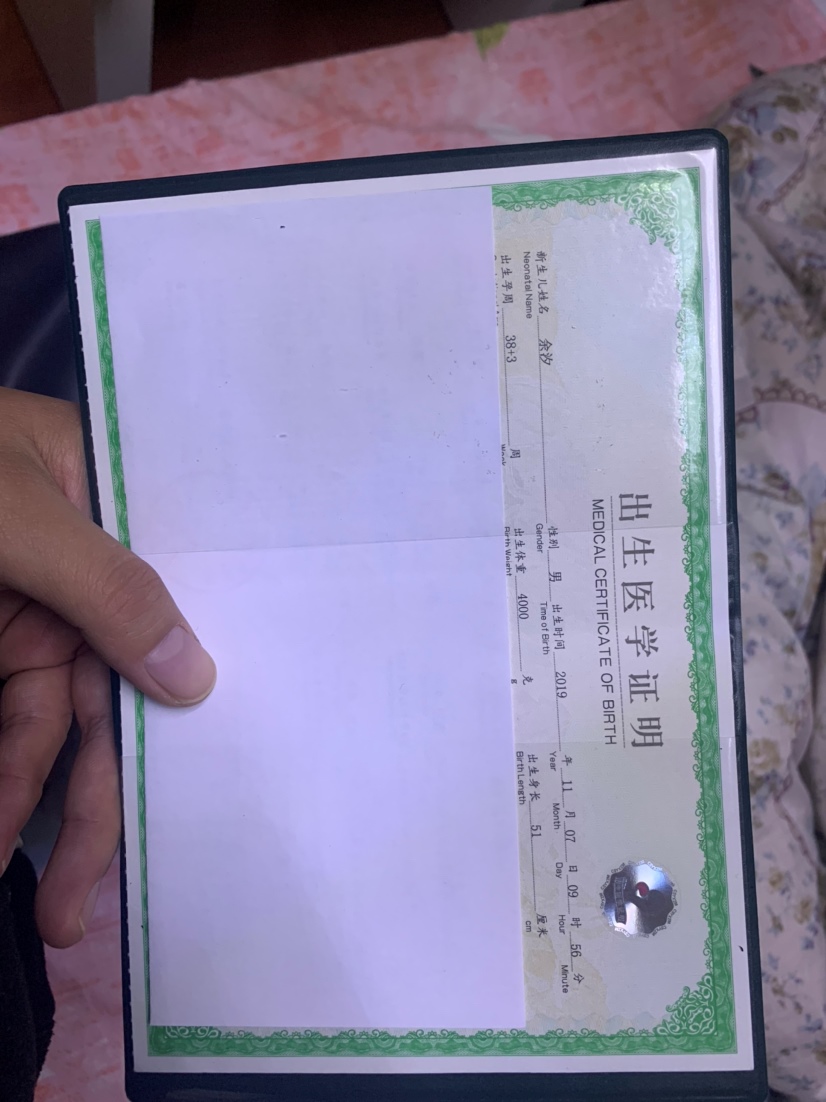 出生医学证明
MEDICAL CERTIFICATE OF BIRTH
新生儿姓名 余汐 性别 男 出生时间 2019 年 11 月 07 日 09 时 56 分
Neonatal Name Gender Time of Birth Year Month Day Hour Minute
出生孕周 38+3 周 出生体重 4000 克 出生身长 51 厘米
Week Birth Weight g Birth Length cm